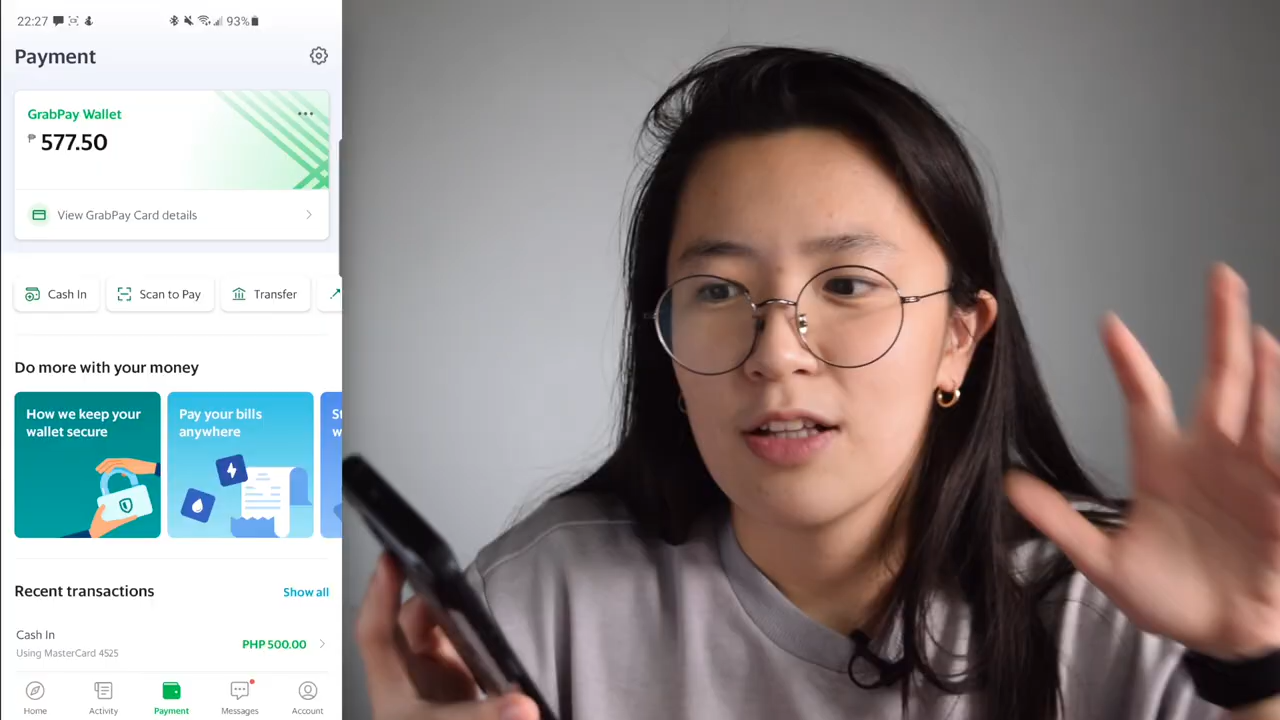 22:27
93%
Payment
GrabPay Wallet
₱ 577.50
View GrabPay Card details
Cash In
Scan to Pay
Transfer
Do more with your money
How we keep your
wallet secure
Pay your bills
anywhere
Recent transactions
Show all
Cash In
PHP 500.00
Using MasterCard 4525
Home
Activity
Payment
Messages
Account